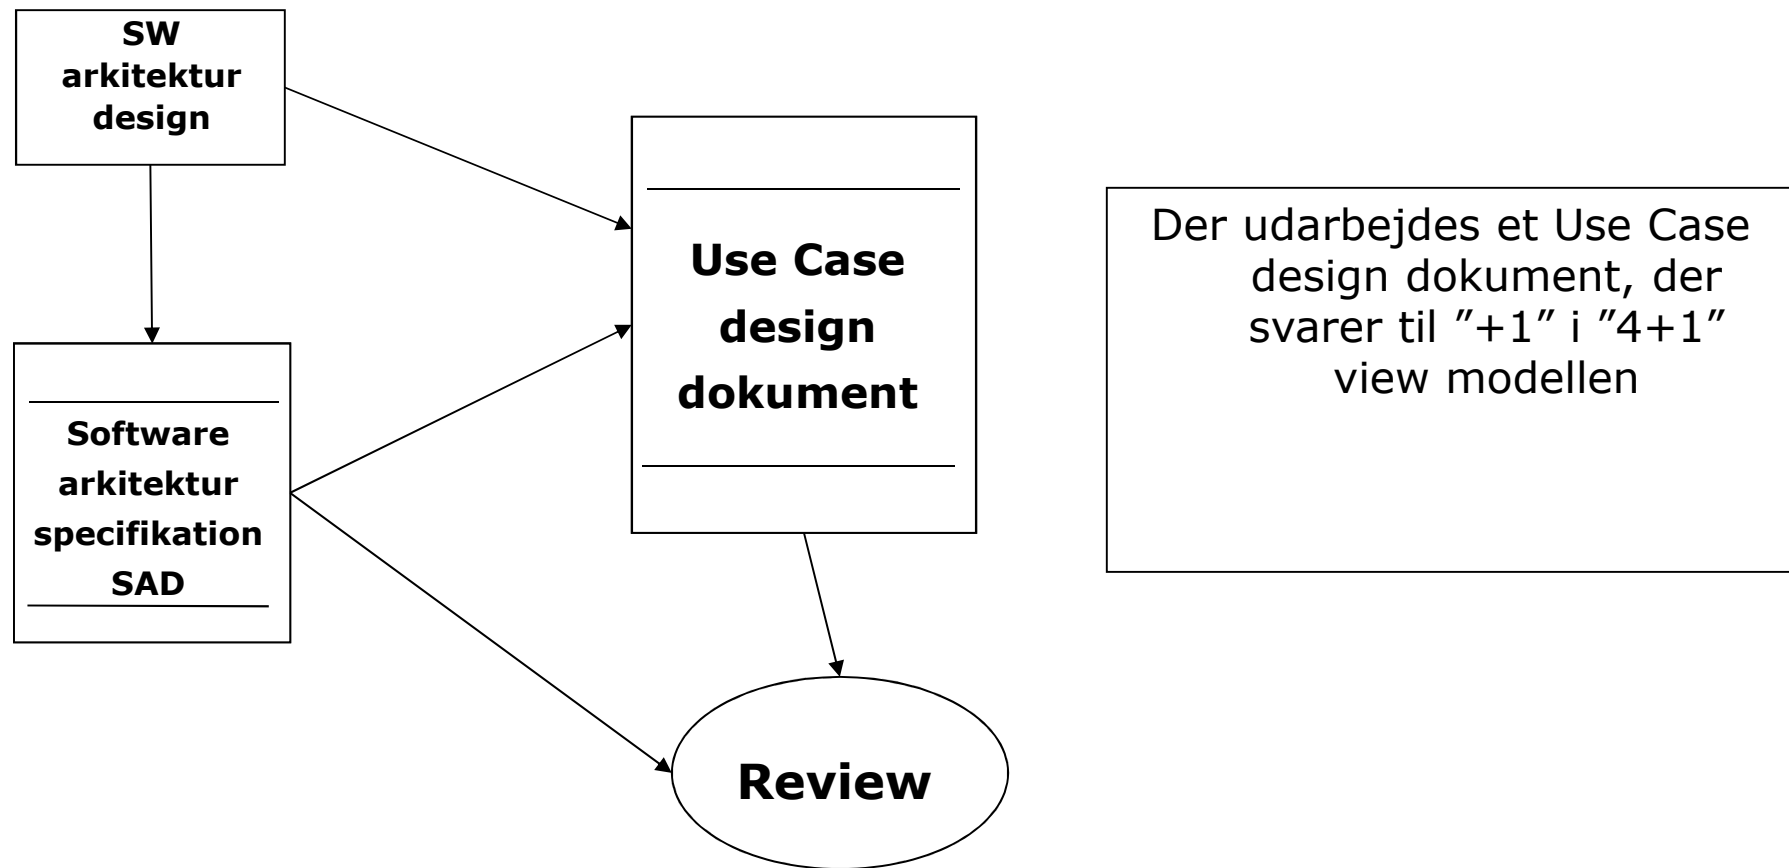 SW
arkitektur
design
Software
arkitektur
specifikation
SAD
Use Case
design
dokument
Review
Der udarbejdes et Use Case
design dokument, der
svarer til ”+1” i ”4+1”
view modellen